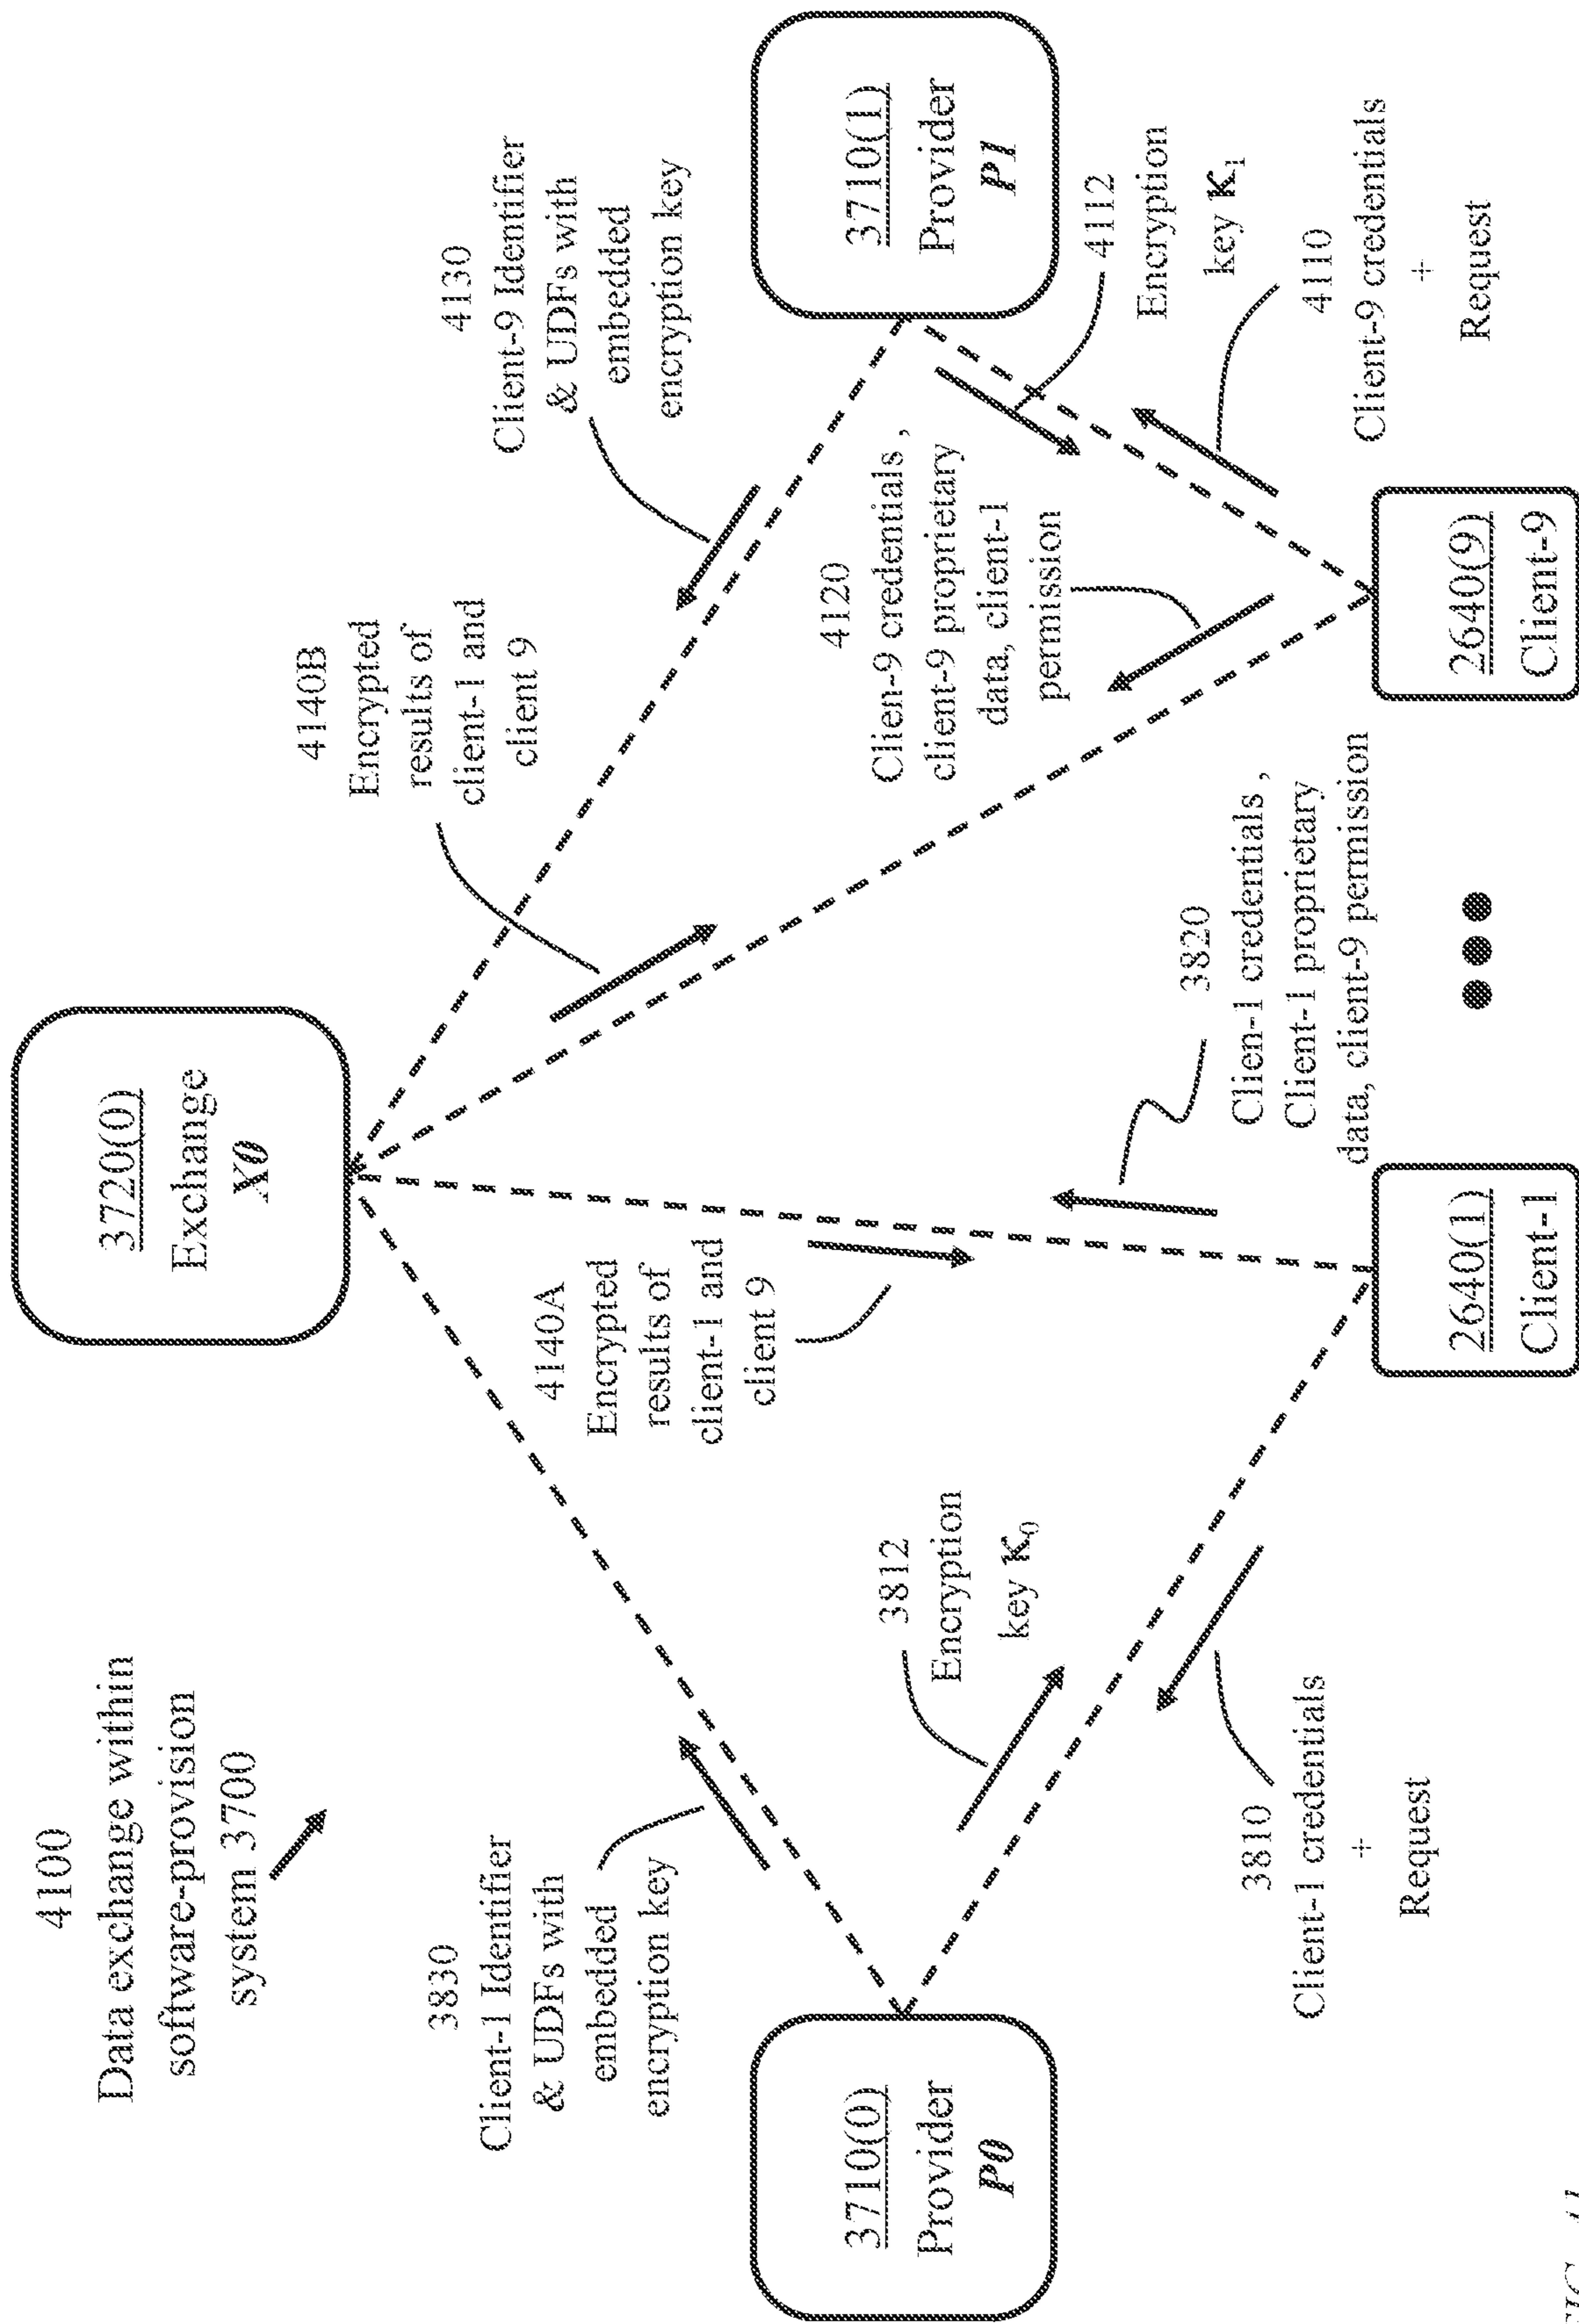 4100
Data exchange within
software-provision
system 3700
3720(0)
Exchange
X0
4140B
Encrypted
results of
client-1 and
client 9
4130
Client-9 Identifier
& UDFs with
embedded
encryption key
3830
Client-1 Identifier
& UDFs with
embedded
encryption key
4140A
Encrypted
results of
client-1 and
client 9
4120
Clien-9 credentials ,
client-9 proprietary
data, client-1
permission
3710(0)
Provider
P0
3812
Encryption
key K0
3710(1)
Provider
P1
4112
Encryption
key K1
3820
Clien-1 credentials ,
Client-1 proprietary
data, client-9 permission
3810
Client-1 credentials
+
Request
4110
Client-9 credentials
+
Request
2640(1)
Client-1
2640(9)
Client-9
FIG. 41